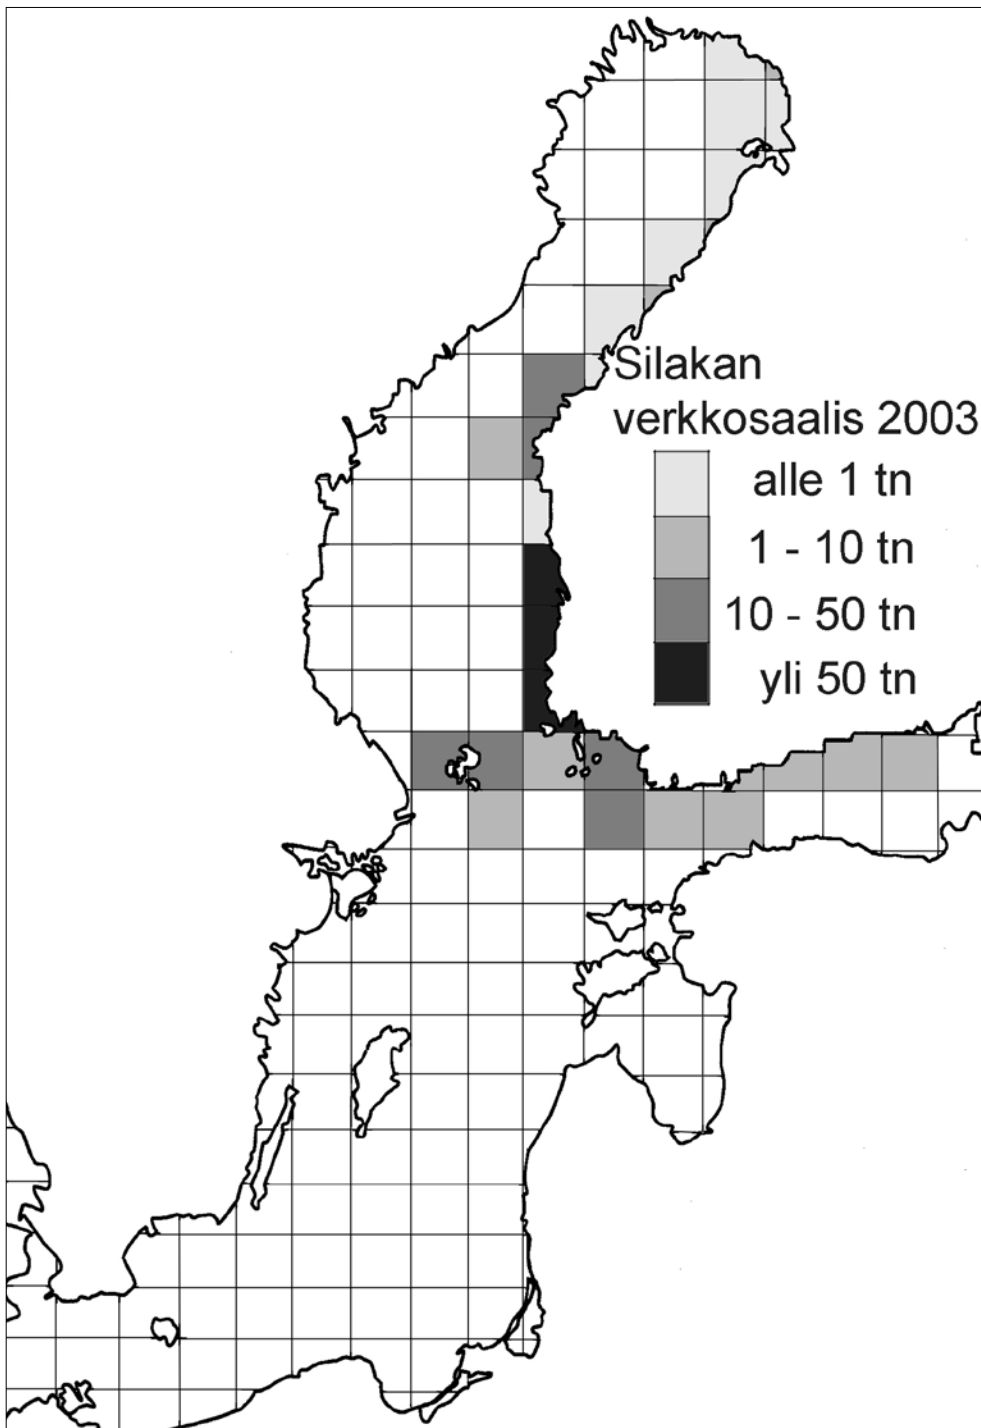 Silakan
verkkosaalis 2003
alle 1 tn
1 - 10 tn
10 - 50 tn
yli 50 tn